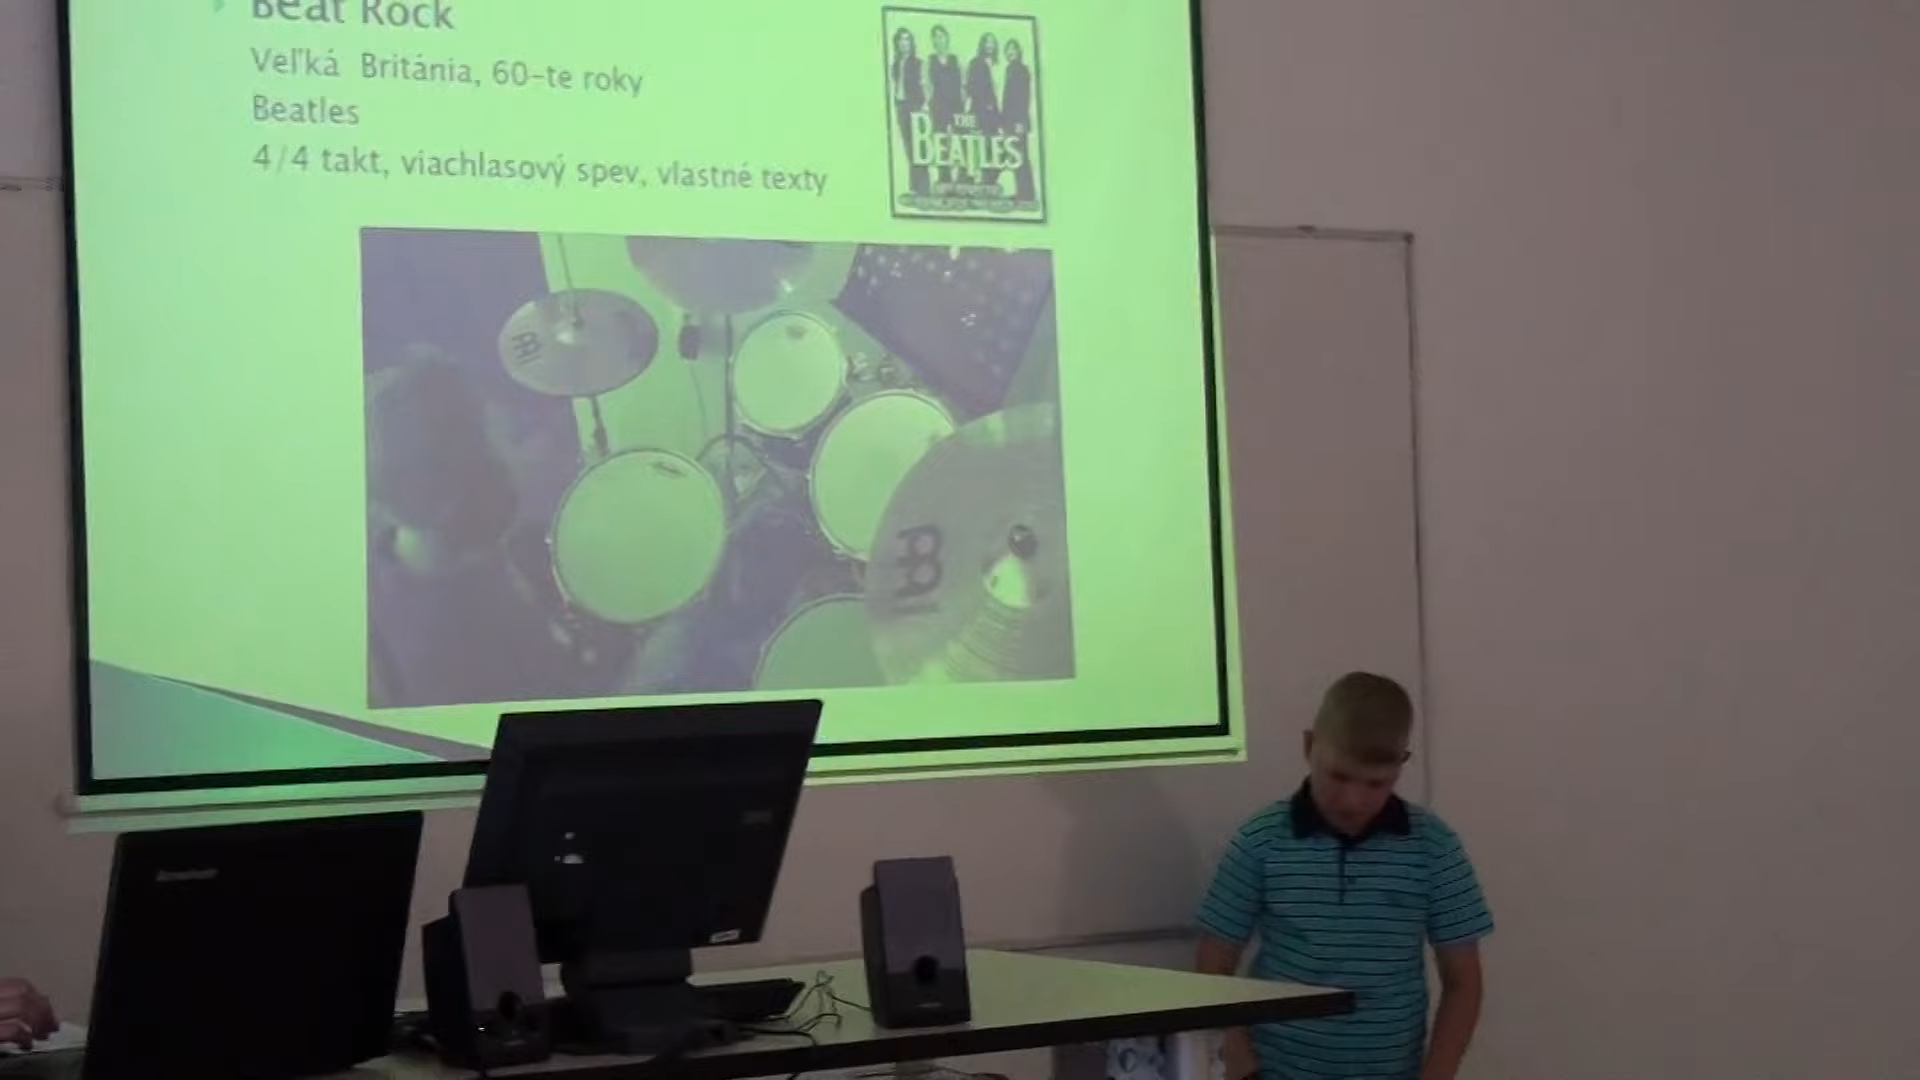 Beat Rock
Veľká Británia, 60-te roky
Beatles
4/4 takt, viachlasový spev, vlastné texty
THE
BEATLES